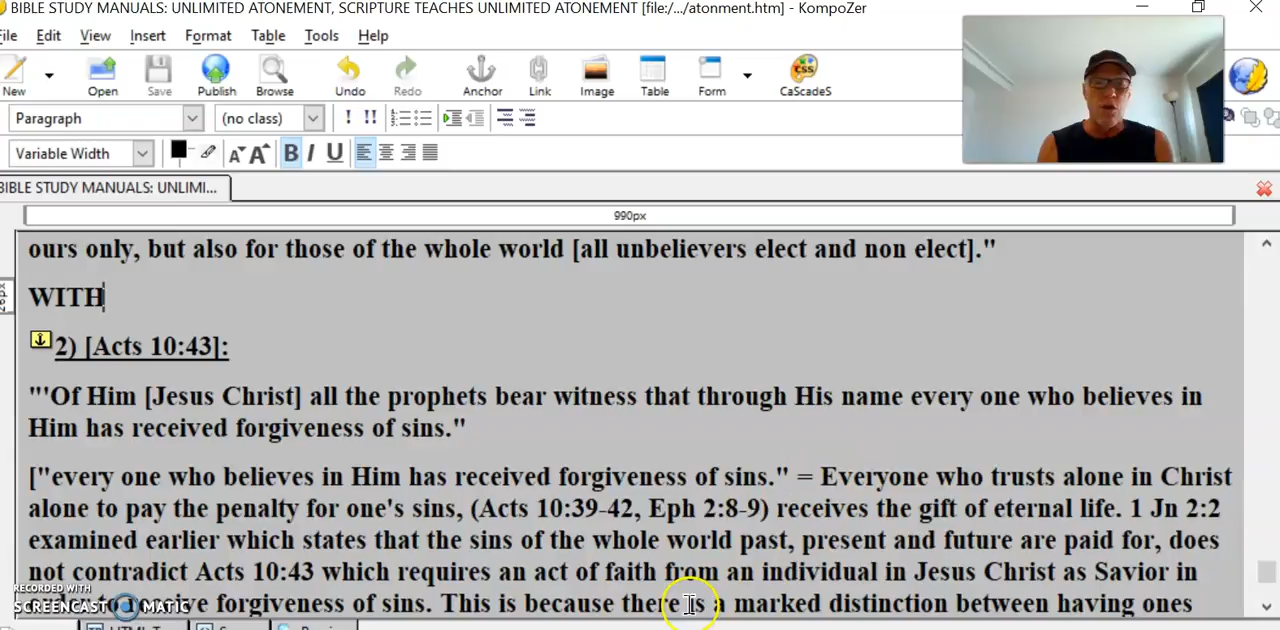 BIBLE STUDY MANUALS: UNLIMITED ATONEMENT, SCRIPTURE TEACHES UNLIMITED ATONEMENT [file:/.../atonment.htm] - KompoZer
ile Edit View Insert Format Table Tools Help
New Open Save Publish Browse Undo Redo Anchor Link Image Table Form CaScadeS
Paragraph (no class) ! !!
Variable Width A A B I U
BIBLE STUDY MANUALS: UNLIMI...
990px
ours only, but also for those of the whole world [all unbelievers elect and non elect]."
WITH
2) [Acts 10:43]:
"'Of Him [Jesus Christ] all the prophets bear witness that through His name every one who believes in
Him has received forgiveness of sins."
["every one who believes in Him has received forgiveness of sins." = Everyone who trusts alone in Christ
alone to pay the penalty for one's sins, (Acts 10:39-42, Eph 2:8-9) receives the gift of eternal life. 1 Jn 2:2
examined earlier which states that the sins of the whole world past, present and future are paid for, does
not contradict Acts 10:43 which requires an act of faith from an individual in Jesus Christ as Savior in
order to receive forgiveness of sins. This is because there is a marked distinction between having ones
RECORDED WITH
SCREENCAST MATIC